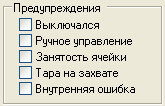 Предупреждения
Выключался
Ручное управление
Занятость ячейки
Тара на захвате
Внутренняя ошибка